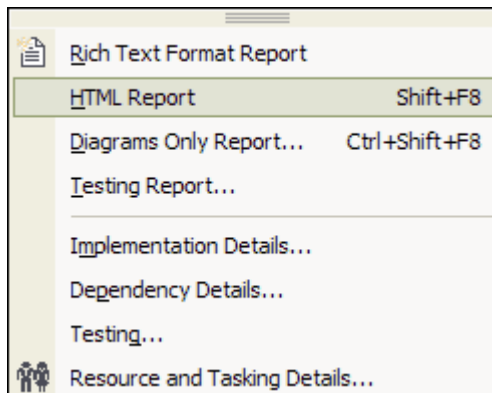 Rich Text Format Report
HTML Report Shift+F8
Diagrams Only Report... Ctrl+Shift+F8
Testing Report...
Implementation Details...
Dependency Details...
Testing...
Resource and Tasking Details...